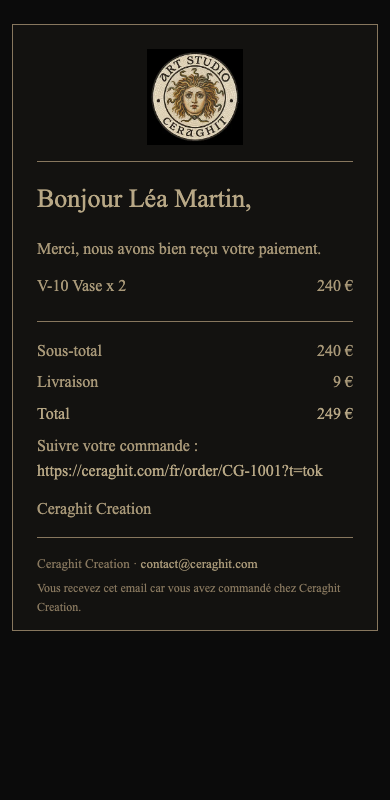 ART STUDIO
CERAGHIT
Bonjour Léa Martin,
Merci, nous avons bien reçu votre paiement.
V-10 Vase x 2 240 €
Sous-total 240 €
Livraison 9 €
Total 249 €
Suivre votre commande :
https://ceraghit.com/fr/order/CG-1001?t=tok
Ceraghit Creation
Ceraghit Creation · contact@ceraghit.com
Vous recevez cet email car vous avez commandé chez Ceraghit
Creation.